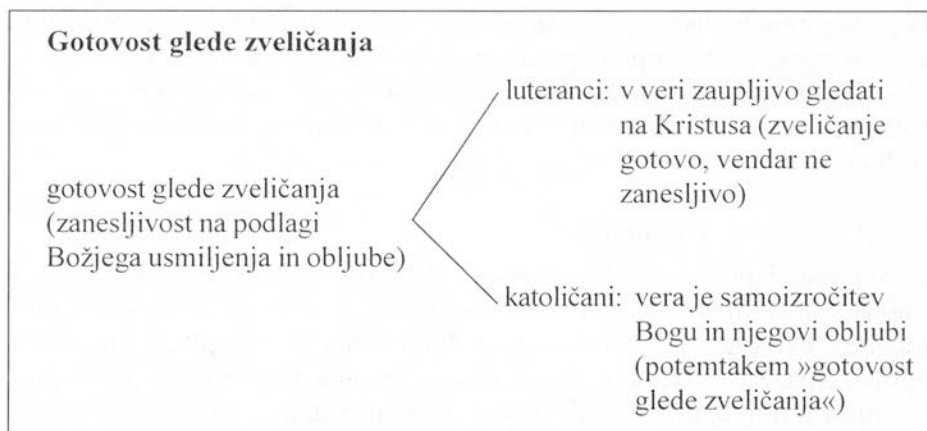 Gotovost glede zveličanja
luteranci: v veri zaupljivo gledati
na Kristusa (zveličanje
gotovo, vendar ne
zanesljivo)
gotovost glede zveličanja
(zanesljivost na podlagi
Božjega usmiljenja in obljube)
katoličani: vera je samoizročitev
Bogu in njegovi obljubi
(potemtakem »gotovost
glede zveličanja«)